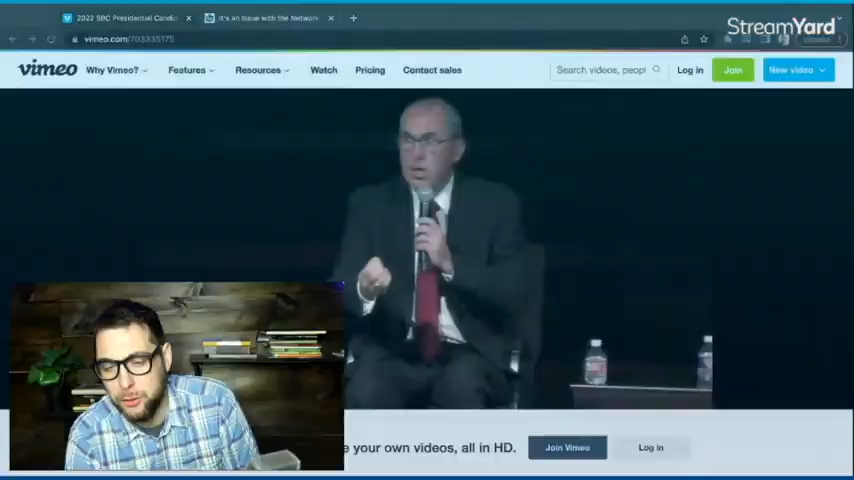 2022 SBC Presidential Candid
It's an Issue with the Network
StreamYard
vimeo.com/703335175
vimeo
Why Vimeo?
Features
Resources
Watch
Pricing
Contact sales
Search videos, peopl
Log in
Join
New video
e your own videos, all in HD.
Join Vimeo
Log in